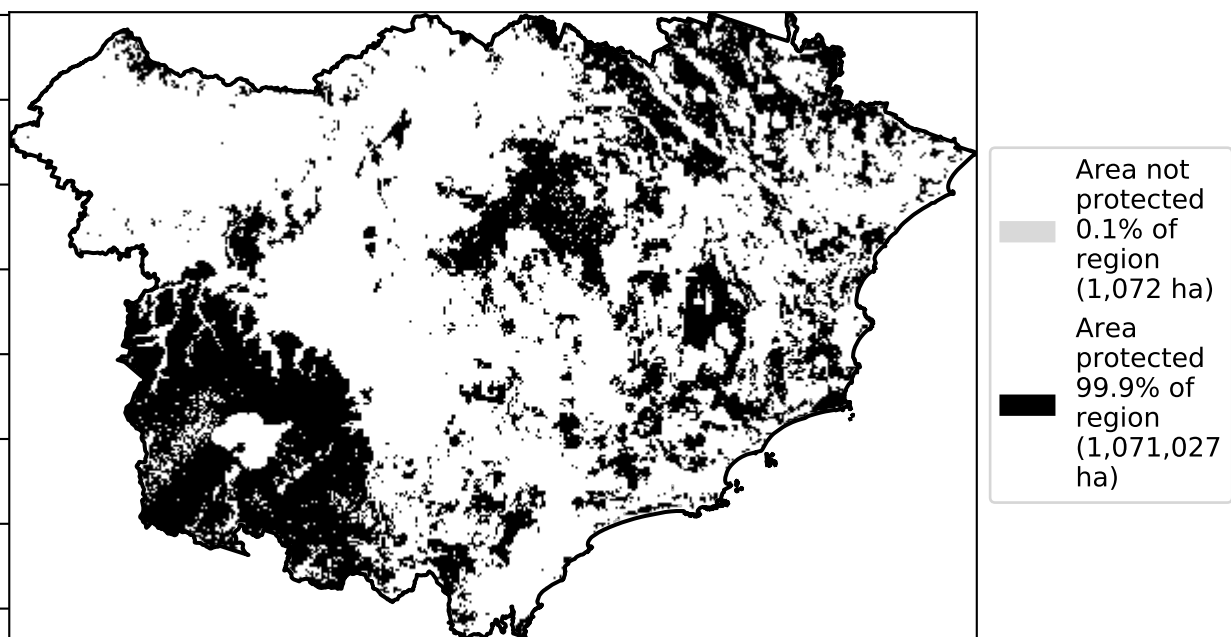 Area not
protected
0.1% of
region
(1,072 ha)
Area
protected
99.9% of
region
(1,071,027
ha)